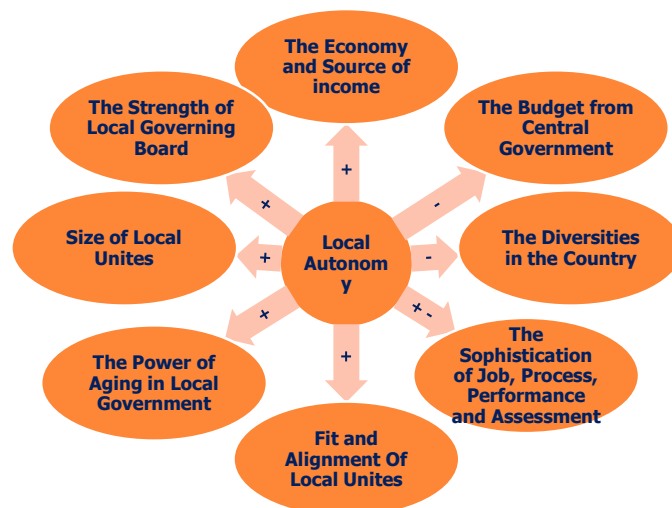 The Economy
and Source of
income
The Strength of
Local Governing
Board
The Budget from
Central
Government
+
+
-
Size of Local
Unites
+
Local
Autonom
y
-
The Diversities
in the Country
+
+
+ -
The Power of
Aging in Local
Government
The
Sophistication
of Job, Process,
Performance
and Assessment
Fit and
Alignment Of
Local Unites